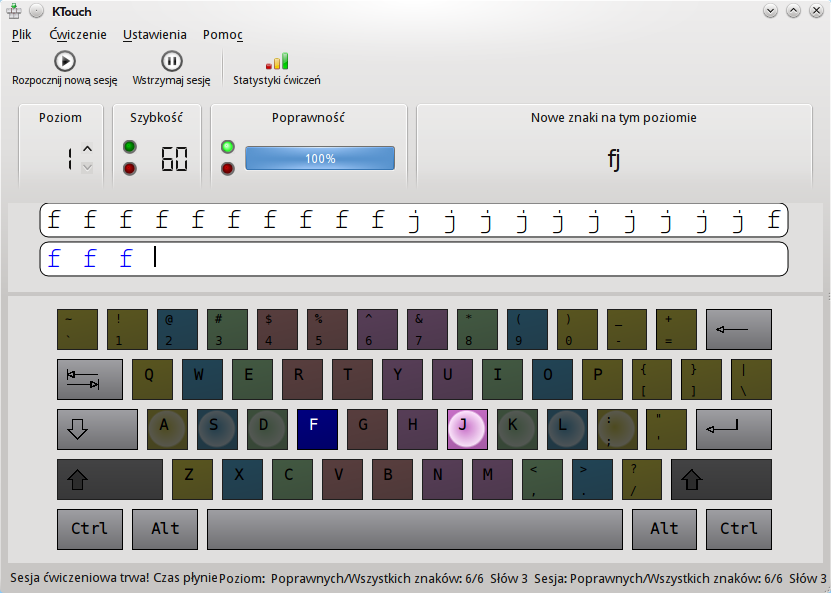 KTouch
Plik Ćwiczenie Ustawienia Pomoc
Rozpocznij nową sesję Wstrzymaj sesję Statystyki ćwiczeń
Poziom Szybkość Poprawność Nowe znaki na tym poziomie
1 60 100% fj
f f f f f f f f f f j j j j j j j j j j f
f f f
~ ! @ # $ % ^ & * ( ) _ +
` 1 2 3 4 5 6 7 8 9 0 - =
Q W E R T Y U I O P { } |
[ ] \
A S D F G H J K L : "
; '
Z X C V B N M < > ?
, . /
Ctrl Alt Alt Ctrl
Sesja ćwiczeniowa trwa! Czas płynie Poziom: Poprawnych/Wszystkich znaków: 6/6 Słów 3 Sesja: Poprawnych/Wszystkich znaków: 6/6 Słów 3